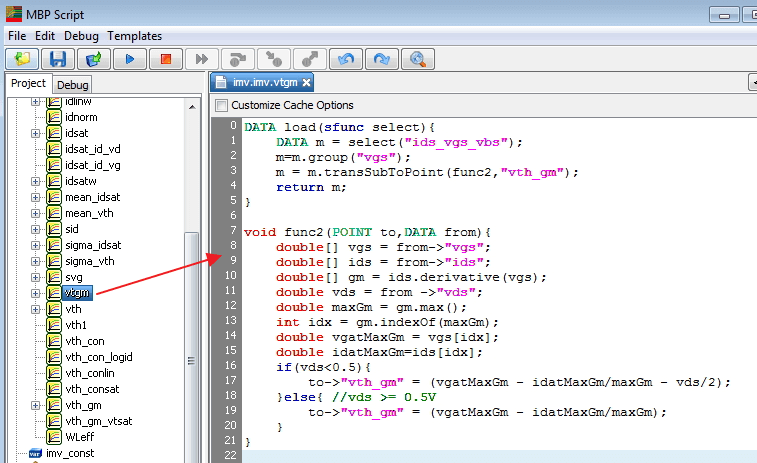 MBP Script
File Edit Debug Templates
Project Debug
idlinw
idnorm
idsat
idsat_id_vd
idsat_id_vg
idsatw
mean_idsat
mean_vth
sid
sigma_idsat
sigma_vth
svg
vtgm
vth
vth1
vth_con
vth_con_logid
vth_conlin
vth_consat
vth_gm
vth_gm_vtsat
WLeff
var imv_const
imv.imv.vtgm
Customize Cache Options
0 DATA load(sfunc select){
1 DATA m = select("ids_vgs_vbs");
2 m=m.group("vgs");
3 m = m.transSubToPoint(func2,"vth_gm");
4 return m;
5 }
6
7 void func2(POINT to,DATA from){
8 double[] vgs = from->"vgs";
9 double[] ids = from->"ids";
10 double[] gm = ids.derivative(vgs);
11 double vds = from ->"vds";
12 double maxGm = gm.max();
13 int idx = gm.indexOf(maxGm);
14 double vgatMaxGm = vgs[idx];
15 double idatMaxGm=ids[idx];
16 if(vds<0.5){
17 to->"vth_gm" = (vgatMaxGm - idatMaxGm/maxGm - vds/2);
18 }else{ //vds >= 0.5V
19 to->"vth_gm" = (vgatMaxGm - idatMaxGm/maxGm);
20 }
21 }
22